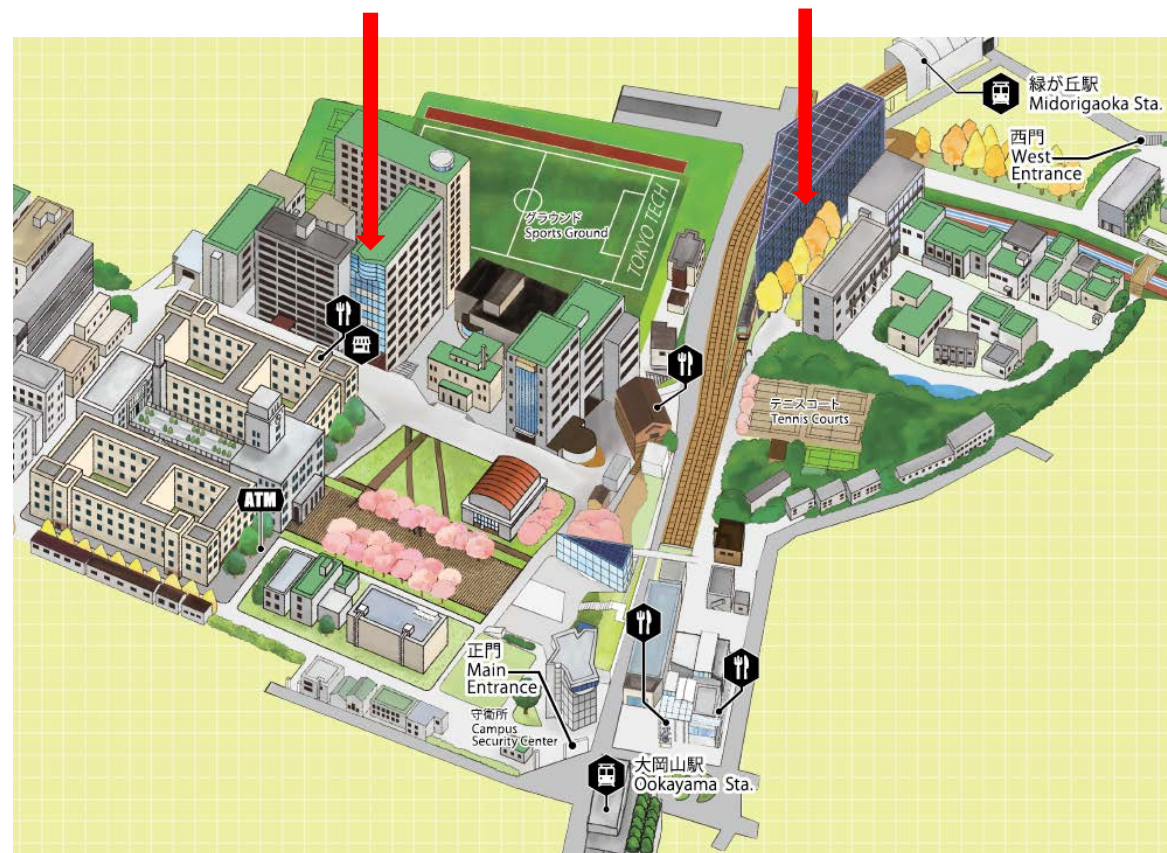 緑が丘駅
Midorigaoka Sta.
西門
West
Entrance
グラウンド
Sports Ground
TOKYO TECH
テニスコート
Tennis Courts
ATM
正門
Main
Entrance
守衛所
Campus
Security Center
大岡山駅
Ookayama Sta.